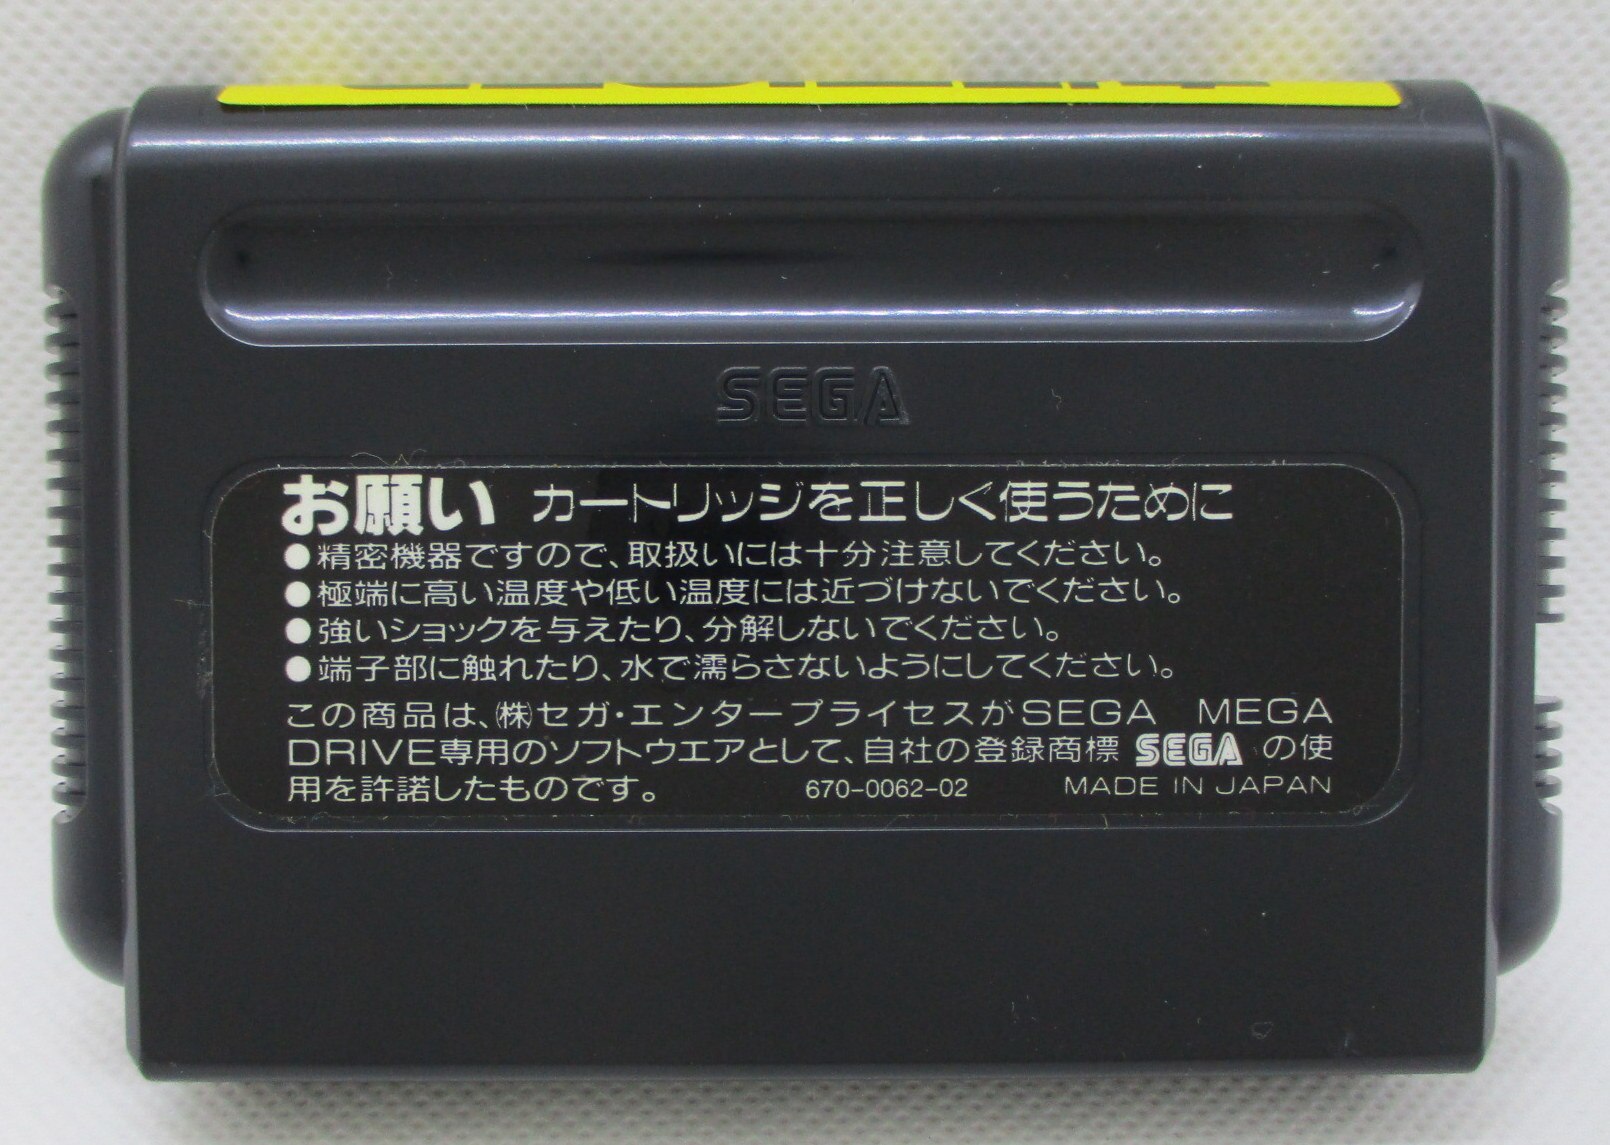 SEGA
お願い カートリッジを正しく使うために
●精密機器ですので、取扱いには十分注意してください。
●極端に高い温度や低い温度には近づけないでください。
●強いショックを与えたり、分解しないでください。
●端子部に触れたり、水で濡らさないようにしてください。
この商品は、㈱セガ・エンタープライセスがSEGA MEGA
DRIVE専用のソフトウエアとして、自社の登録商標 SEGA の使
用を許諾したものです。 670-0062-02 MADE IN JAPAN